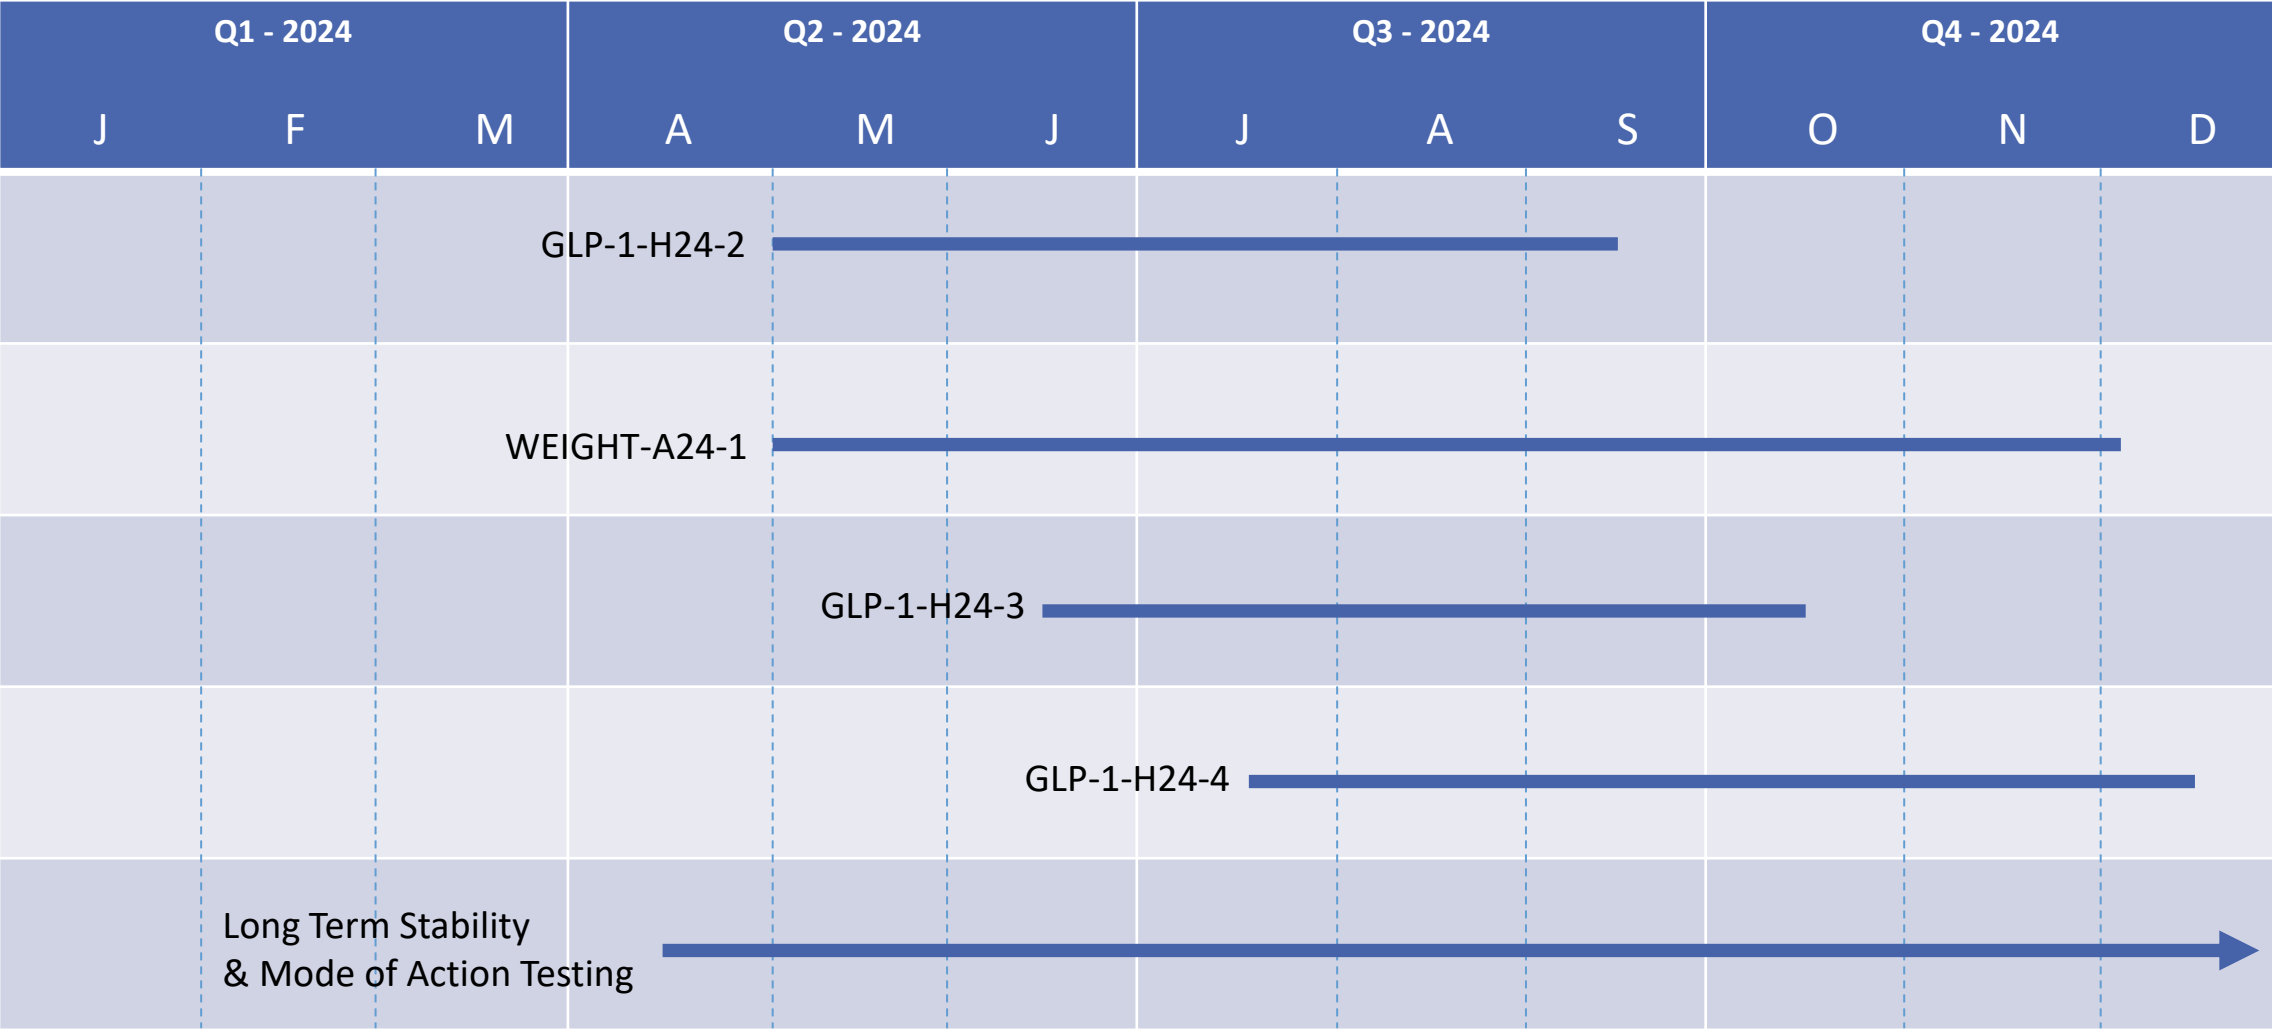 Q1 - 2024 Q2 - 2024 Q3 - 2024 Q4 - 2024
J F M A M J J A S O N D
GLP-1-H24-2
WEIGHT-A24-1
GLP-1-H24-3
GLP-1-H24-4
Long Term Stability
& Mode of Action Testing